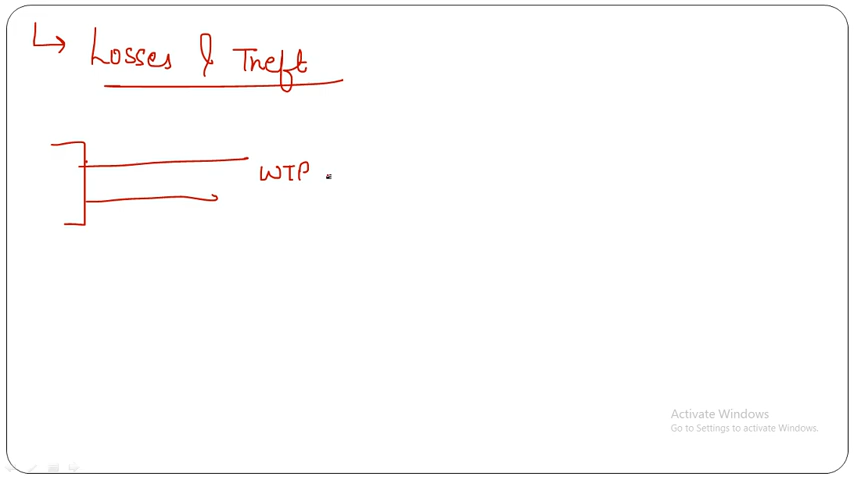 Losses & Theft
WTP
Activate Windows
Go to Settings to activate Windows.